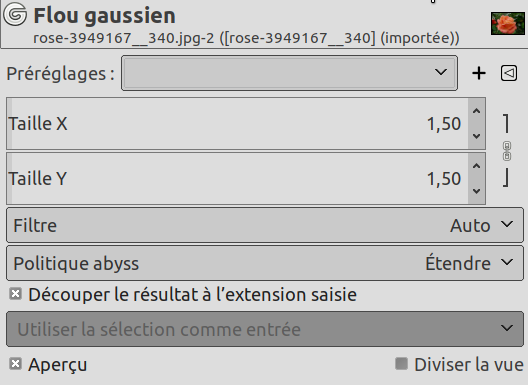 Flou gaussien
rose-3949167__340.jpg-2 ([rose-3949167__340] (importée))
Préréglages :
Taille X 1,50
Taille Y 1,50
Filtre Auto
Politique abyss Étendre
Découper le résultat à l’extension saisie
Utiliser la sélection comme entrée
Aperçu Diviser la vue